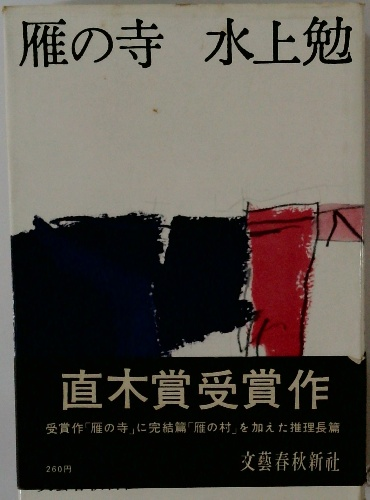 雁の寺 水上勉
直木賞受賞作
受賞作「雁の寺」に完結篇「雁の村」を加えた推理長篇
260円
文藝春秋新社